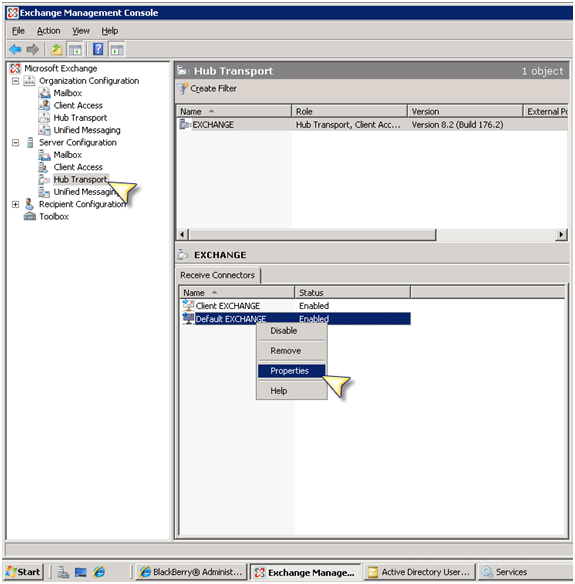 Exchange Management Console
File Action View Help
Microsoft Exchange
Organization Configuration
Mailbox
Client Access
Hub Transport
Unified Messaging
Server Configuration
Mailbox
Client Access
Hub Transport
Unified Messaging
Recipient Configuration
Toolbox
Hub Transport 1 object
Create Filter
Name Role Version External Po
EXCHANGE Hub Transport, Client Acc... Version 8.2 (Build 176.2)
EXCHANGE
Receive Connectors
Name Status
Client EXCHANGE Enabled
Default EXCHANGE Enabled
Disable
Remove
Properties
Help
Start BlackBerry® Administ... Exchange Manage... Active Directory User... Services